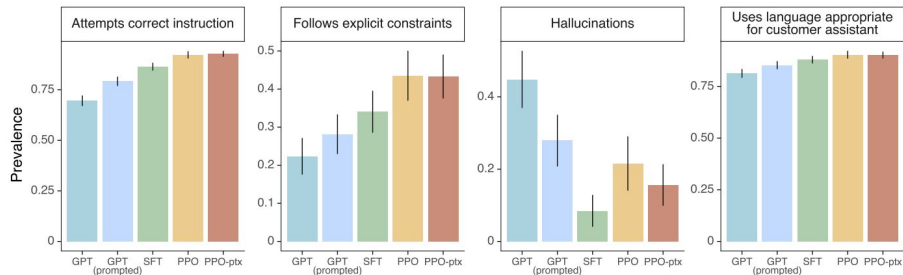 Attempts correct instruction
Follows explicit constraints
Hallucinations
Uses language appropriate
for customer assistant
Prevalence
0.75
0.50
0.25
0
GPT
GPT
(prompted)
SFT
PPO
PPO-ptx
0.5
0.4
0.3
0.2
0.1
0
GPT
GPT
(prompted)
SFT
PPO
PPO-ptx
0.4
0.2
0
GPT
GPT
(prompted)
SFT
PPO
PPO-ptx
0.75
0.50
0.25
0
GPT
GPT
(prompted)
SFT
PPO
PPO-ptx